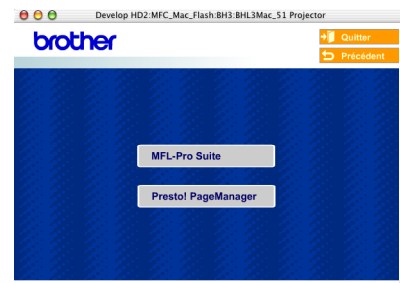 Develop HD2:MFC_Mac_Flash:BH3:BHL3Mac_51 Projector
brother
Quitter
Précédent
MFL-Pro Suite
Presto! PageManager